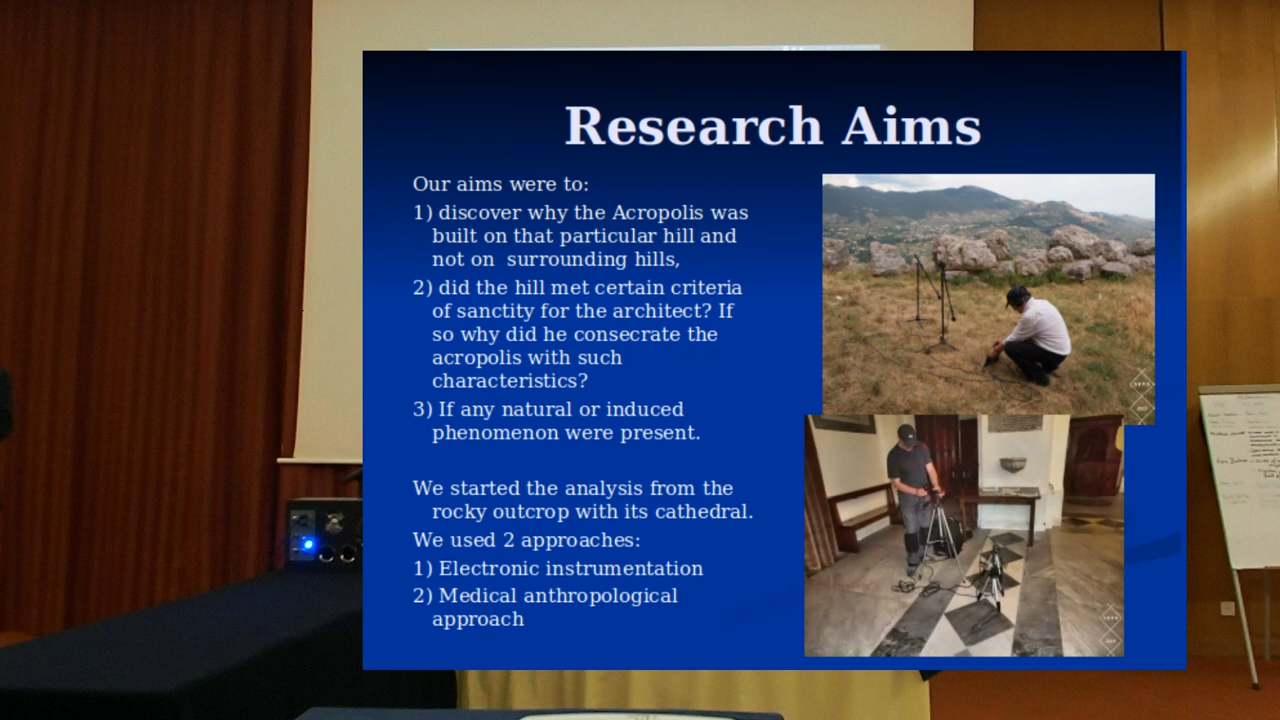 Research Aims
Our aims were to:
1) discover why the Acropolis was
built on that particular hill and
not on  surrounding hills,
2) did the hill met certain criteria
of sanctity for the architect? If
so why did he consecrate the
acropolis with such
characteristics?
3) If any natural or induced
phenomenon were present.
We started the analysis from the
rocky outcrop with its cathedral.
We used 2 approaches:
1) Electronic instrumentation
2) Medical anthropological
approach